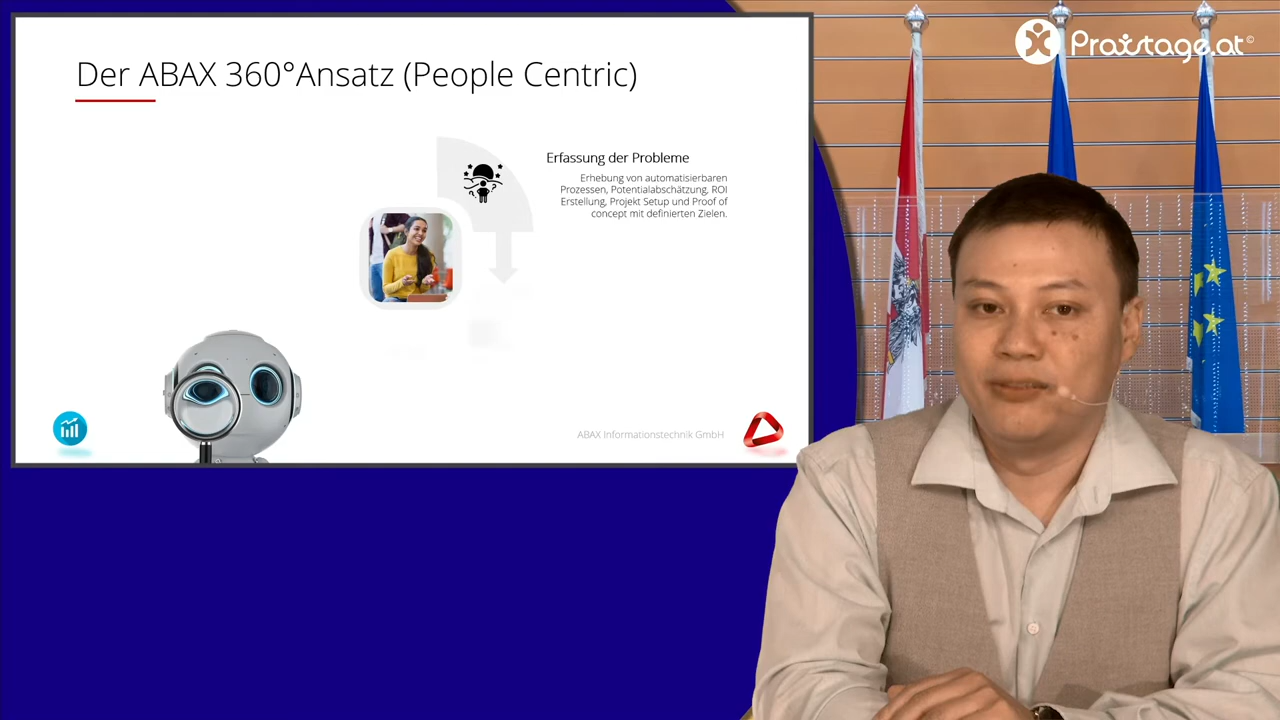 Der ABAX 360°Ansatz (People Centric)
Praistage.at©
Erfassung der Probleme
Erhebung von automatisierbaren
Prozessen, Potentialabschätzung, ROI
Erstellung, Projekt Setup und Proof of
concept mit definierten Zielen.
ABAX Informationstechnik GmbH